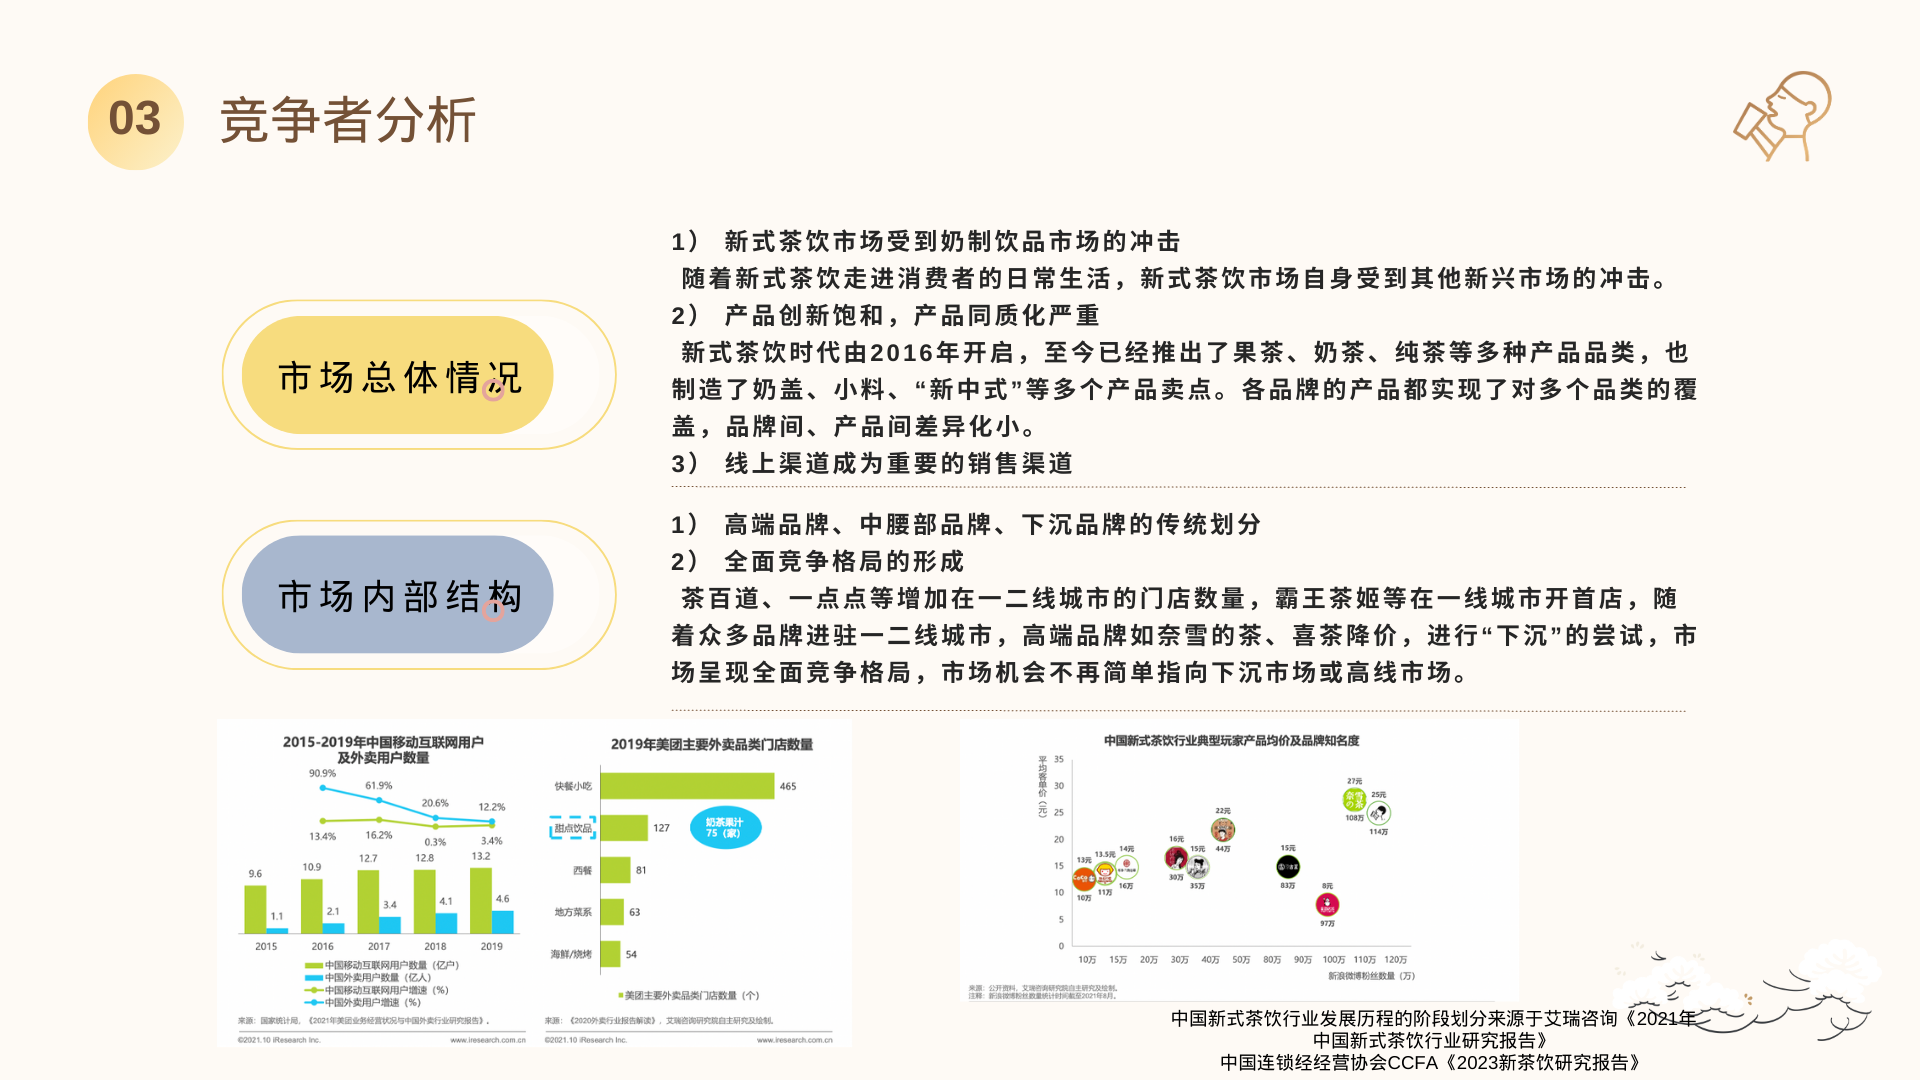 03
竞争者分析
市场总体情况
1） 新式茶饮市场受到奶制饮品市场的冲击
随着新式茶饮走进消费者的日常生活，新式茶饮市场自身受到其他新兴市场的冲击。
2） 产品创新饱和，产品同质化严重
新式茶饮时代由2016年开启，至今已经推出了果茶、奶茶、纯茶等多种产品品类，也
制造了奶盖、小料、“新中式”等多个产品卖点。各品牌的产品都实现了对多个品类的覆
盖，品牌间、产品间差异化小。
3） 线上渠道成为重要的销售渠道
市场内部结构
1） 高端品牌、中腰部品牌、下沉品牌的传统划分
2） 全面竞争格局的形成
茶百道、一点点等增加在一二线城市的门店数量，霸王茶姬等在一线城市开首店，随
着众多品牌进驻一二线城市，高端品牌如奈雪的茶、喜茶降价，进行“下沉”的尝试，市
场呈现全面竞争格局，市场机会不再简单指向下沉市场或高线市场。
2015-2019年中国移动互联网用户
及外卖用户数量
90.9%
61.9%
20.6%
12.2%
13.4%
16.2%
0.3%
3.4%
9.6
10.9
12.7
12.8
13.2
1.1
2.1
3.4
4.1
4.6
2015 2016 2017 2018 2019
中国移动互联网用户数量（亿户）
中国外卖用户数量（亿人）
中国移动互联网用户增速（%）
中国外卖用户增速（%）
来源：国家统计局，《2021年美团业务经营状况与中国外卖行业研究报告》。
©2021.10 iResearch Inc. www.iresearch.com.cn
2019年美团主要外卖品类门店数量
快餐小吃 465
甜点饮品 127
奶茶果汁
75（家）
西餐 81
地方菜系 63
海鲜/烧烤 54
美团主要外卖品类门店数量（个）
来源：《2020外卖行业报告解读》，艾瑞咨询研究院自主研究及绘制。
©2021.10 iResearch Inc. www.iresearch.com.cn
中国新式茶饮行业典型玩家产品均价及品牌知名度
平均客单价（元）
35
30
25
20
15
10
5
0
13元
10万
13.5元
11万
14元
16万
16元
30万
15元
35万
22元
44万
15元
83万
8元
97万
27元
奈雪の茶
108万
25元
114万
10万 15万 20万 30万 40万 50万 80万 90万 100万 110万 120万
新浪微博粉丝数量（万）
来源：公开资料，艾瑞咨询研究院自主研究及绘制。
注释：新浪微博粉丝数量统计时间截至2021年8月。
中国新式茶饮行业发展历程的阶段划分来源于艾瑞咨询《2021年
中国新式茶饮行业研究报告》
中国连锁经经营协会CCFA《2023新茶饮研究报告》